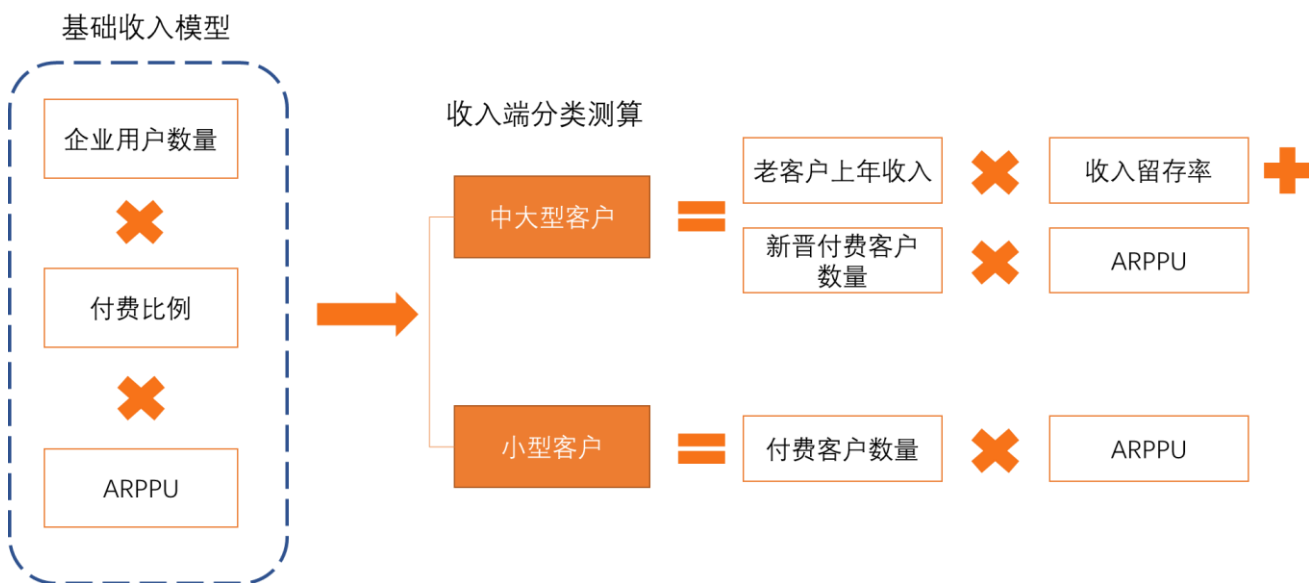 基础收入模型
企业用户数量
付费比例
ARPPU
收入端分类测算
中大型客户
老客户上年收入
收入留存率
新晋付费客户
数量
ARPPU
小型客户
付费客户数量
ARPPU